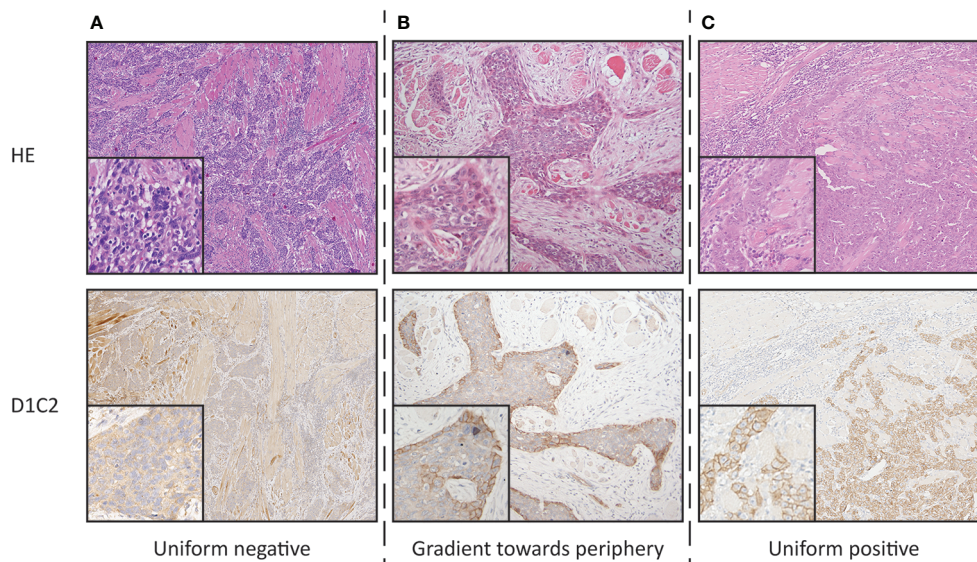 A
B
C
HE
D1C2
Uniform negative
Gradient towards periphery
Uniform positive